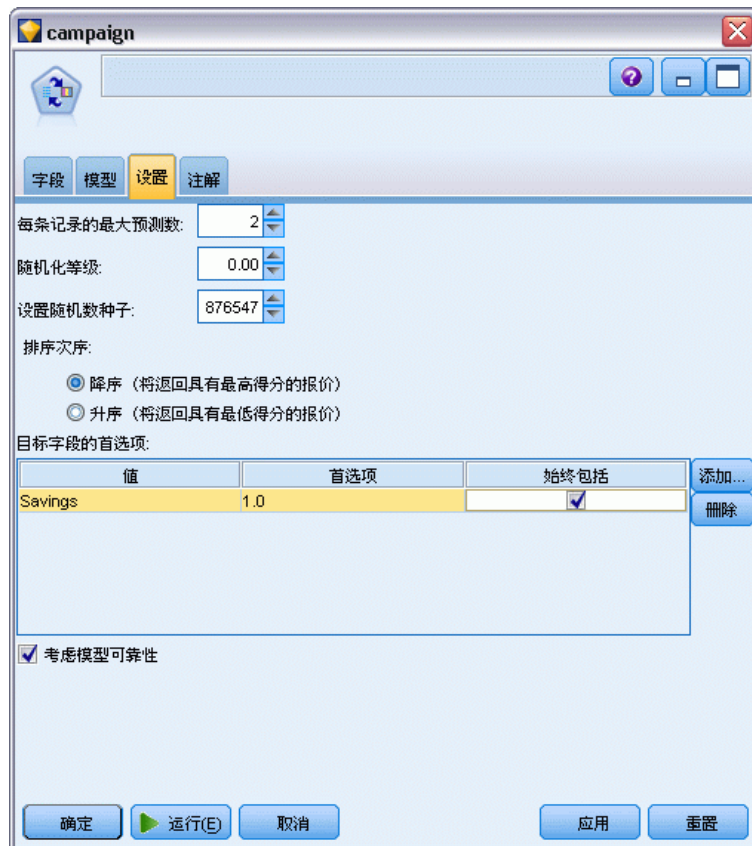 campaign
字段 模型 设置 注解
每条记录的最大预测数: 2
随机化等级: 0.00
设置随机数种子: 876547
排序次序:
降序（将返回具有最高得分的报价）
升序（将返回具有最低得分的报价）
目标字段的首选项:
值 首选项 始终包括 添加...
Savings 1.0 删除
考虑模型可靠性
确定 运行(E) 取消 应用 重置